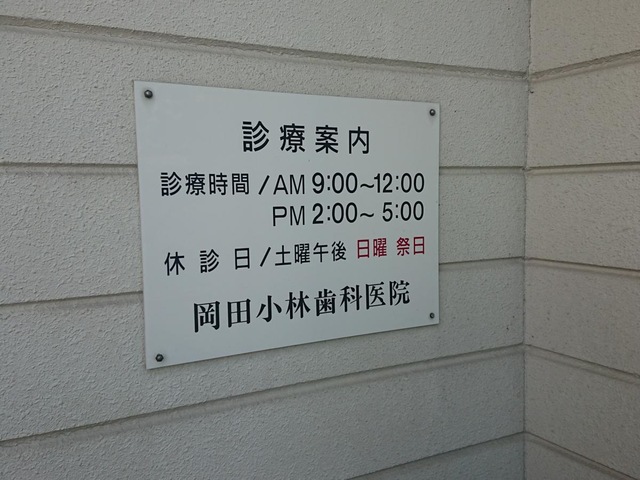 診療案内
診療時間/AM 9:00~12:00
PM 2:00~ 5:00
休診日/土曜午後 日曜 祭日
岡田小林歯科医院